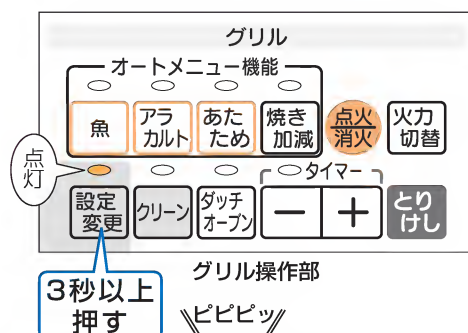 グリル
オートメニュー機能
魚
アラ
カルト
あた
ため
焼き
加減
点火
消火
火力
切替
点灯
タイマー
設定
変更
クリーン
ダッチ
オーブン
－
＋
とり
けし
グリル操作部
3秒以上
押す
ピピピッ